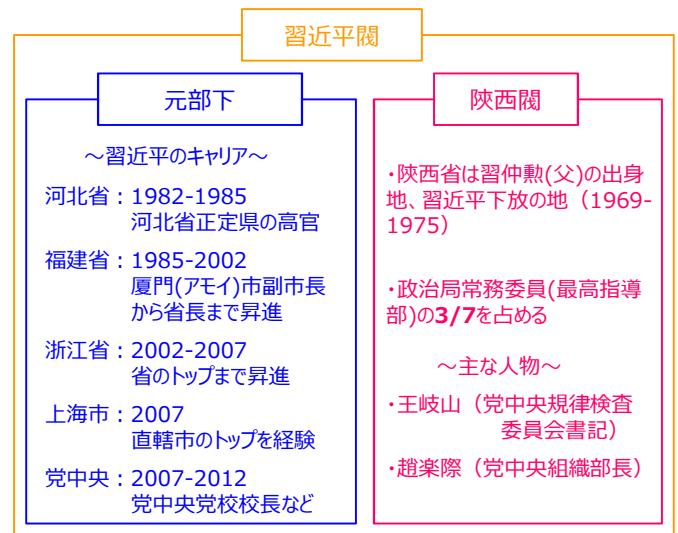 習近平閥
元部下
～習近平のキャリア～
河北省：1982-1985
河北省正定県の高官
福建省：1985-2002
厦門(アモイ)市副市長
から省長まで昇進
浙江省：2002-2007
省のトップまで昇進
上海市：2007
直轄市のトップを経験
党中央：2007-2012
党中央党校校長など
陝西閥
・陝西省は習仲勲(父)の出身
地、習近平下放の地（1969-
1975）
・政治局常務委員(最高指導
部)の3/7を占める
～主な人物～
・王岐山（党中央規律検査
委員会書記）
・趙楽際（党中央組織部長）